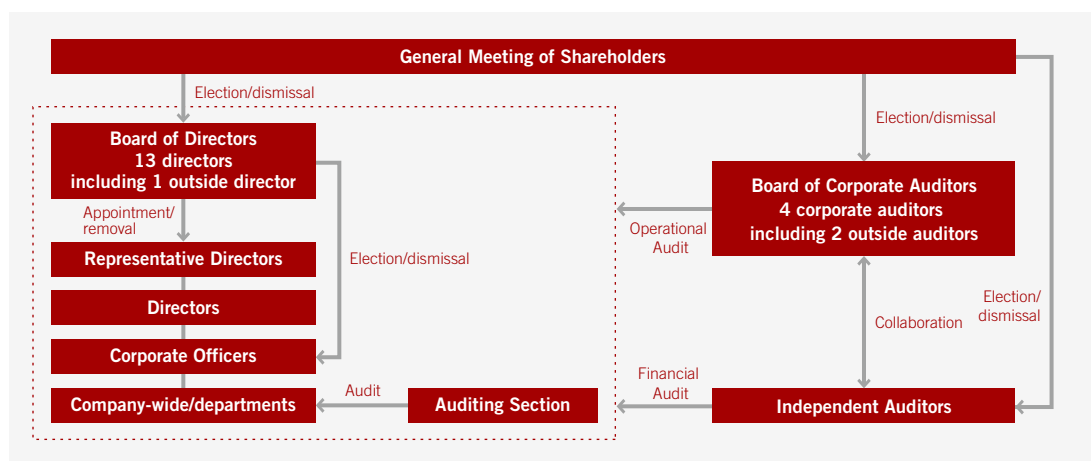 General Meeting of Shareholders
Election/dismissal
Board of Directors
13 directors
including 1 outside director
Appointment/
removal
Representative Directors
Directors
Corporate Officers
Company-wide/departments
Election/dismissal
Audit
Auditing Section
Election/dismissal
Board of Corporate Auditors
4 corporate auditors
including 2 outside auditors
Operational
Audit
Collaboration
Election/
dismissal
Financial
Audit
Independent Auditors